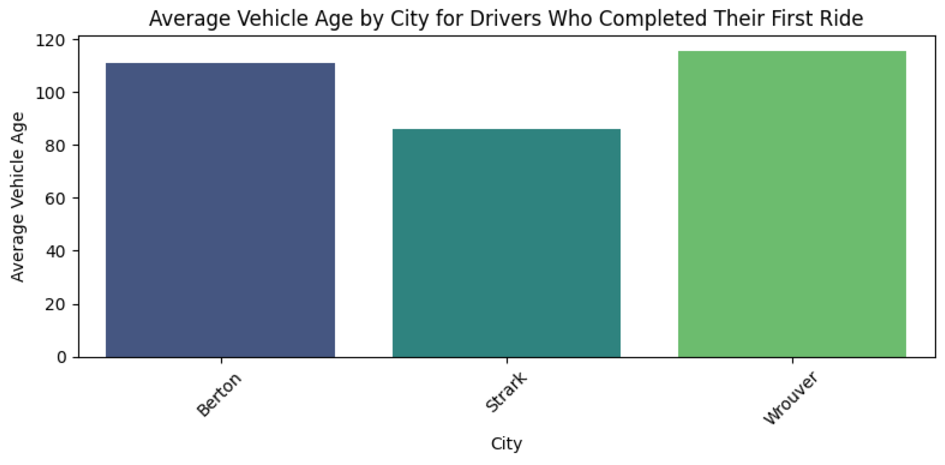 Average Vehicle Age by City for Drivers Who Completed Their First Ride
Average Vehicle Age
120
100
80
60
40
20
0
Berton
Strark
Wrouver
City